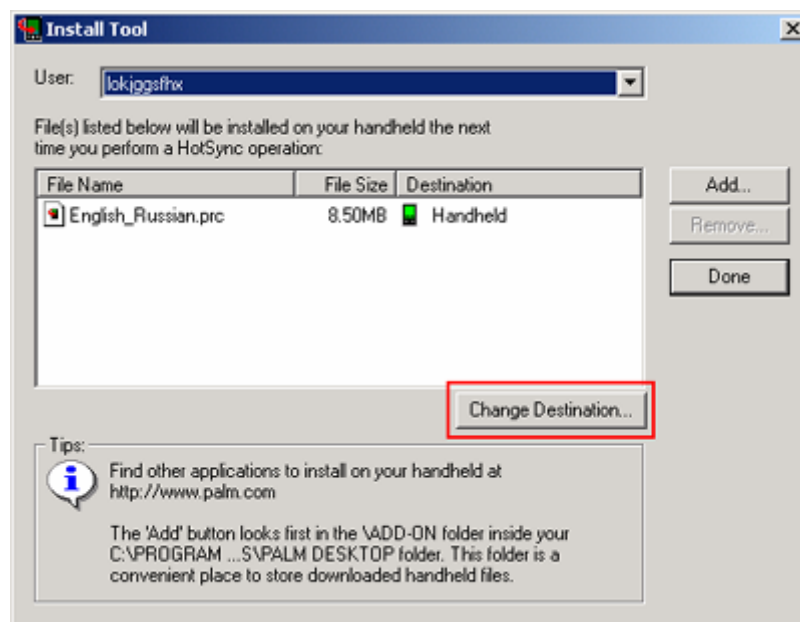 Install Tool
User: lokjggsfhx
File(s) listed below will be installed on your handheld the next
time you perform a HotSync operation:
File Name File Size Destination
English_Russian.prc 8.50MB Handheld
Add...
Remove...
Done
Change Destination...
Tips:
Find other applications to install on your handheld at
http://www.palm.com
The 'Add' button looks first in the \ADD-ON folder inside your
C:\PROGRAM ...S\PALM DESKTOP folder. This folder is a
convenient place to store downloaded handheld files.